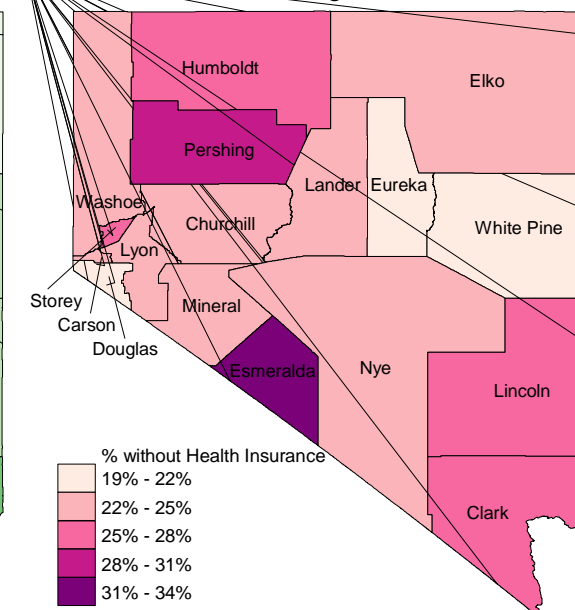 Humboldt
Elko
Pershing
Lander
Eureka
Washoe
Churchill
White Pine
Lyon
Storey
Mineral
Carson
Douglas
Esmeralda
Nye
Lincoln
% without Health Insurance
19% - 22%
22% - 25%
25% - 28%
Clark
28% - 31%
31% - 34%